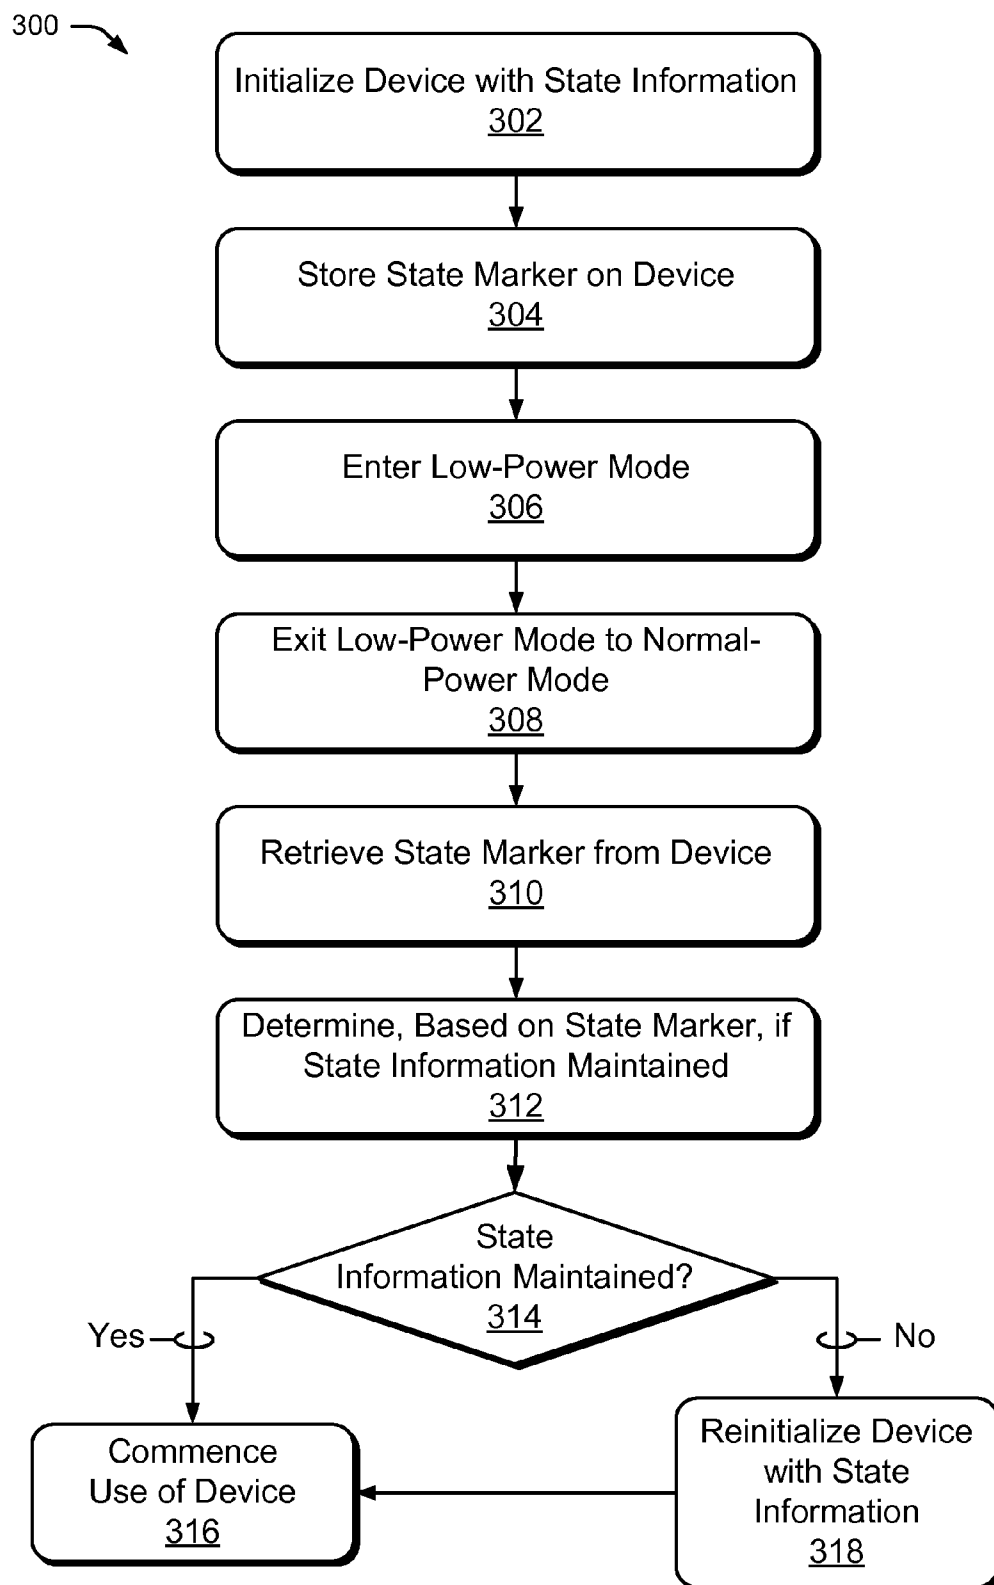 300
Initialize Device with State Information
302
Store State Marker on Device
304
Enter Low-Power Mode
306
Exit Low-Power Mode to Normal-
Power Mode
308
Retrieve State Marker from Device
310
Determine, Based on State Marker, if
State Information Maintained
312
State
Information Maintained?
314
Yes
No
Commence
Use of Device
316
Reinitialize Device
with State
Information
318